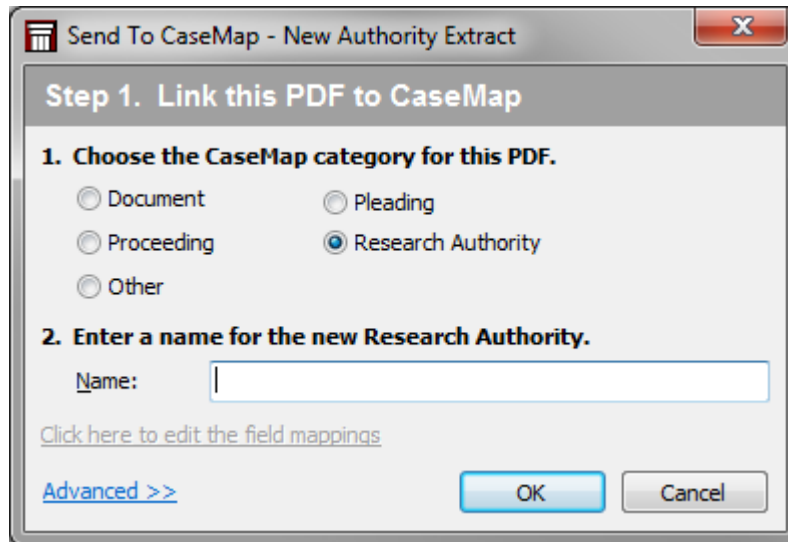 Send To CaseMap - New Authority Extract
Step 1. Link this PDF to CaseMap
1. Choose the CaseMap category for this PDF.
Document
Pleading
Proceeding
Research Authority
Other
2. Enter a name for the new Research Authority.
Name:
Click here to edit the field mappings
Advanced >>
OK
Cancel